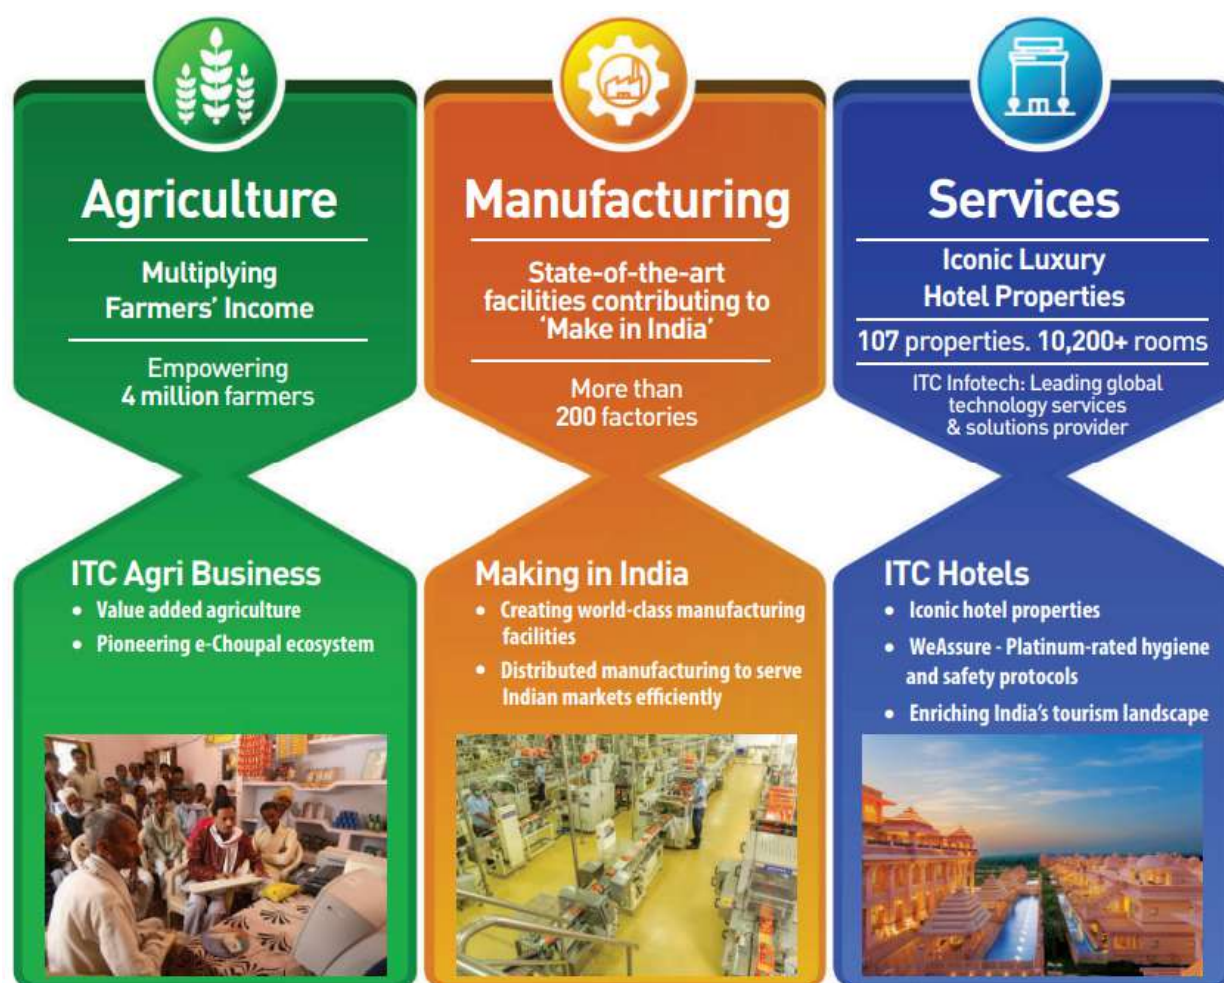 Agriculture
Multiplying
Farmers' Income
Empowering
4 million farmers
ITC Agri Business
• Value added agriculture
• Pioneering e-Choupal ecosystem
Manufacturing
State-of-the-art
facilities contributing to
'Make in India'
More than
200 factories
Making in India
• Creating world-class manufacturing
facilities
• Distributed manufacturing to serve
Indian markets efficiently
Services
Iconic Luxury
Hotel Properties
107 properties. 10,200+ rooms
ITC Infotech: Leading global
technology services
& solutions provider
ITC Hotels
• Iconic hotel properties
• WeAssure - Platinum-rated hygiene
and safety protocols
• Enriching India's tourism landscape